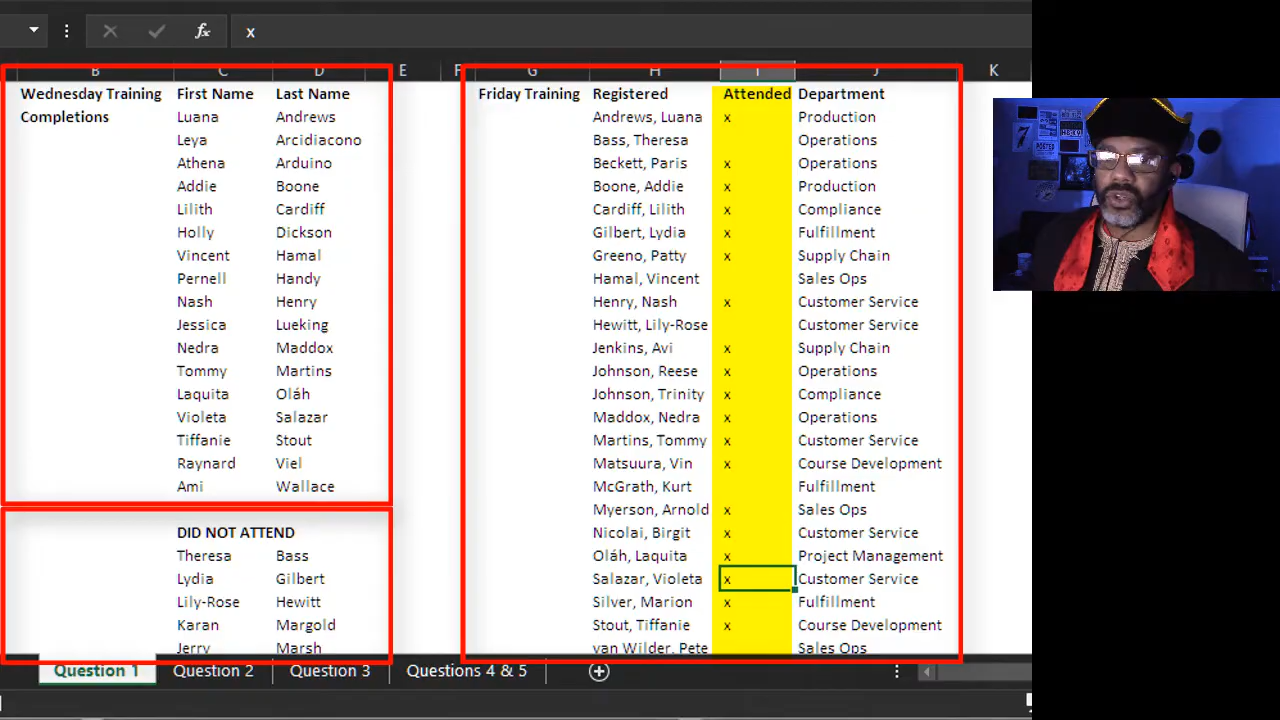 fx x
B C D E F G H I J K
Wednesday Training First Name Last Name
Completions Luana Andrews
Leya Arcidiacono
Athena Arduino
Addie Boone
Lilith Cardiff
Holly Dickson
Vincent Hamal
Pernell Handy
Nash Henry
Jessica Lueking
Nedra Maddox
Tommy Martins
Laquita Oláh
Violeta Salazar
Tiffanie Stout
Raynard Viel
Ami Wallace
DID NOT ATTEND
Theresa Bass
Lydia Gilbert
Lily-Rose Hewitt
Karan Margold
Jerry Marsh
Friday Training Registered Attended Department
Andrews, Luana x Production
Bass, Theresa Operations
Beckett, Paris x Operations
Boone, Addie x Production
Cardiff, Lilith x Compliance
Gilbert, Lydia x Fulfillment
Greeno, Patty x Supply Chain
Hamal, Vincent Sales Ops
Henry, Nash x Customer Service
Hewitt, Lily-Rose Customer Service
Jenkins, Avi x Supply Chain
Johnson, Reese x Operations
Johnson, Trinity x Compliance
Maddox, Nedra x Operations
Martins, Tommy x Customer Service
Matsuura, Vin x Course Development
McGrath, Kurt Fulfillment
Myerson, Arnold x Sales Ops
Nicolai, Birgit x Customer Service
Oláh, Laquita x Project Management
Salazar, Violeta x Customer Service
Silver, Marion x Fulfillment
Stout, Tiffanie x Course Development
van Wilder, Pete Sales Ops
Question 1 Question 2 Question 3 Questions 4 & 5